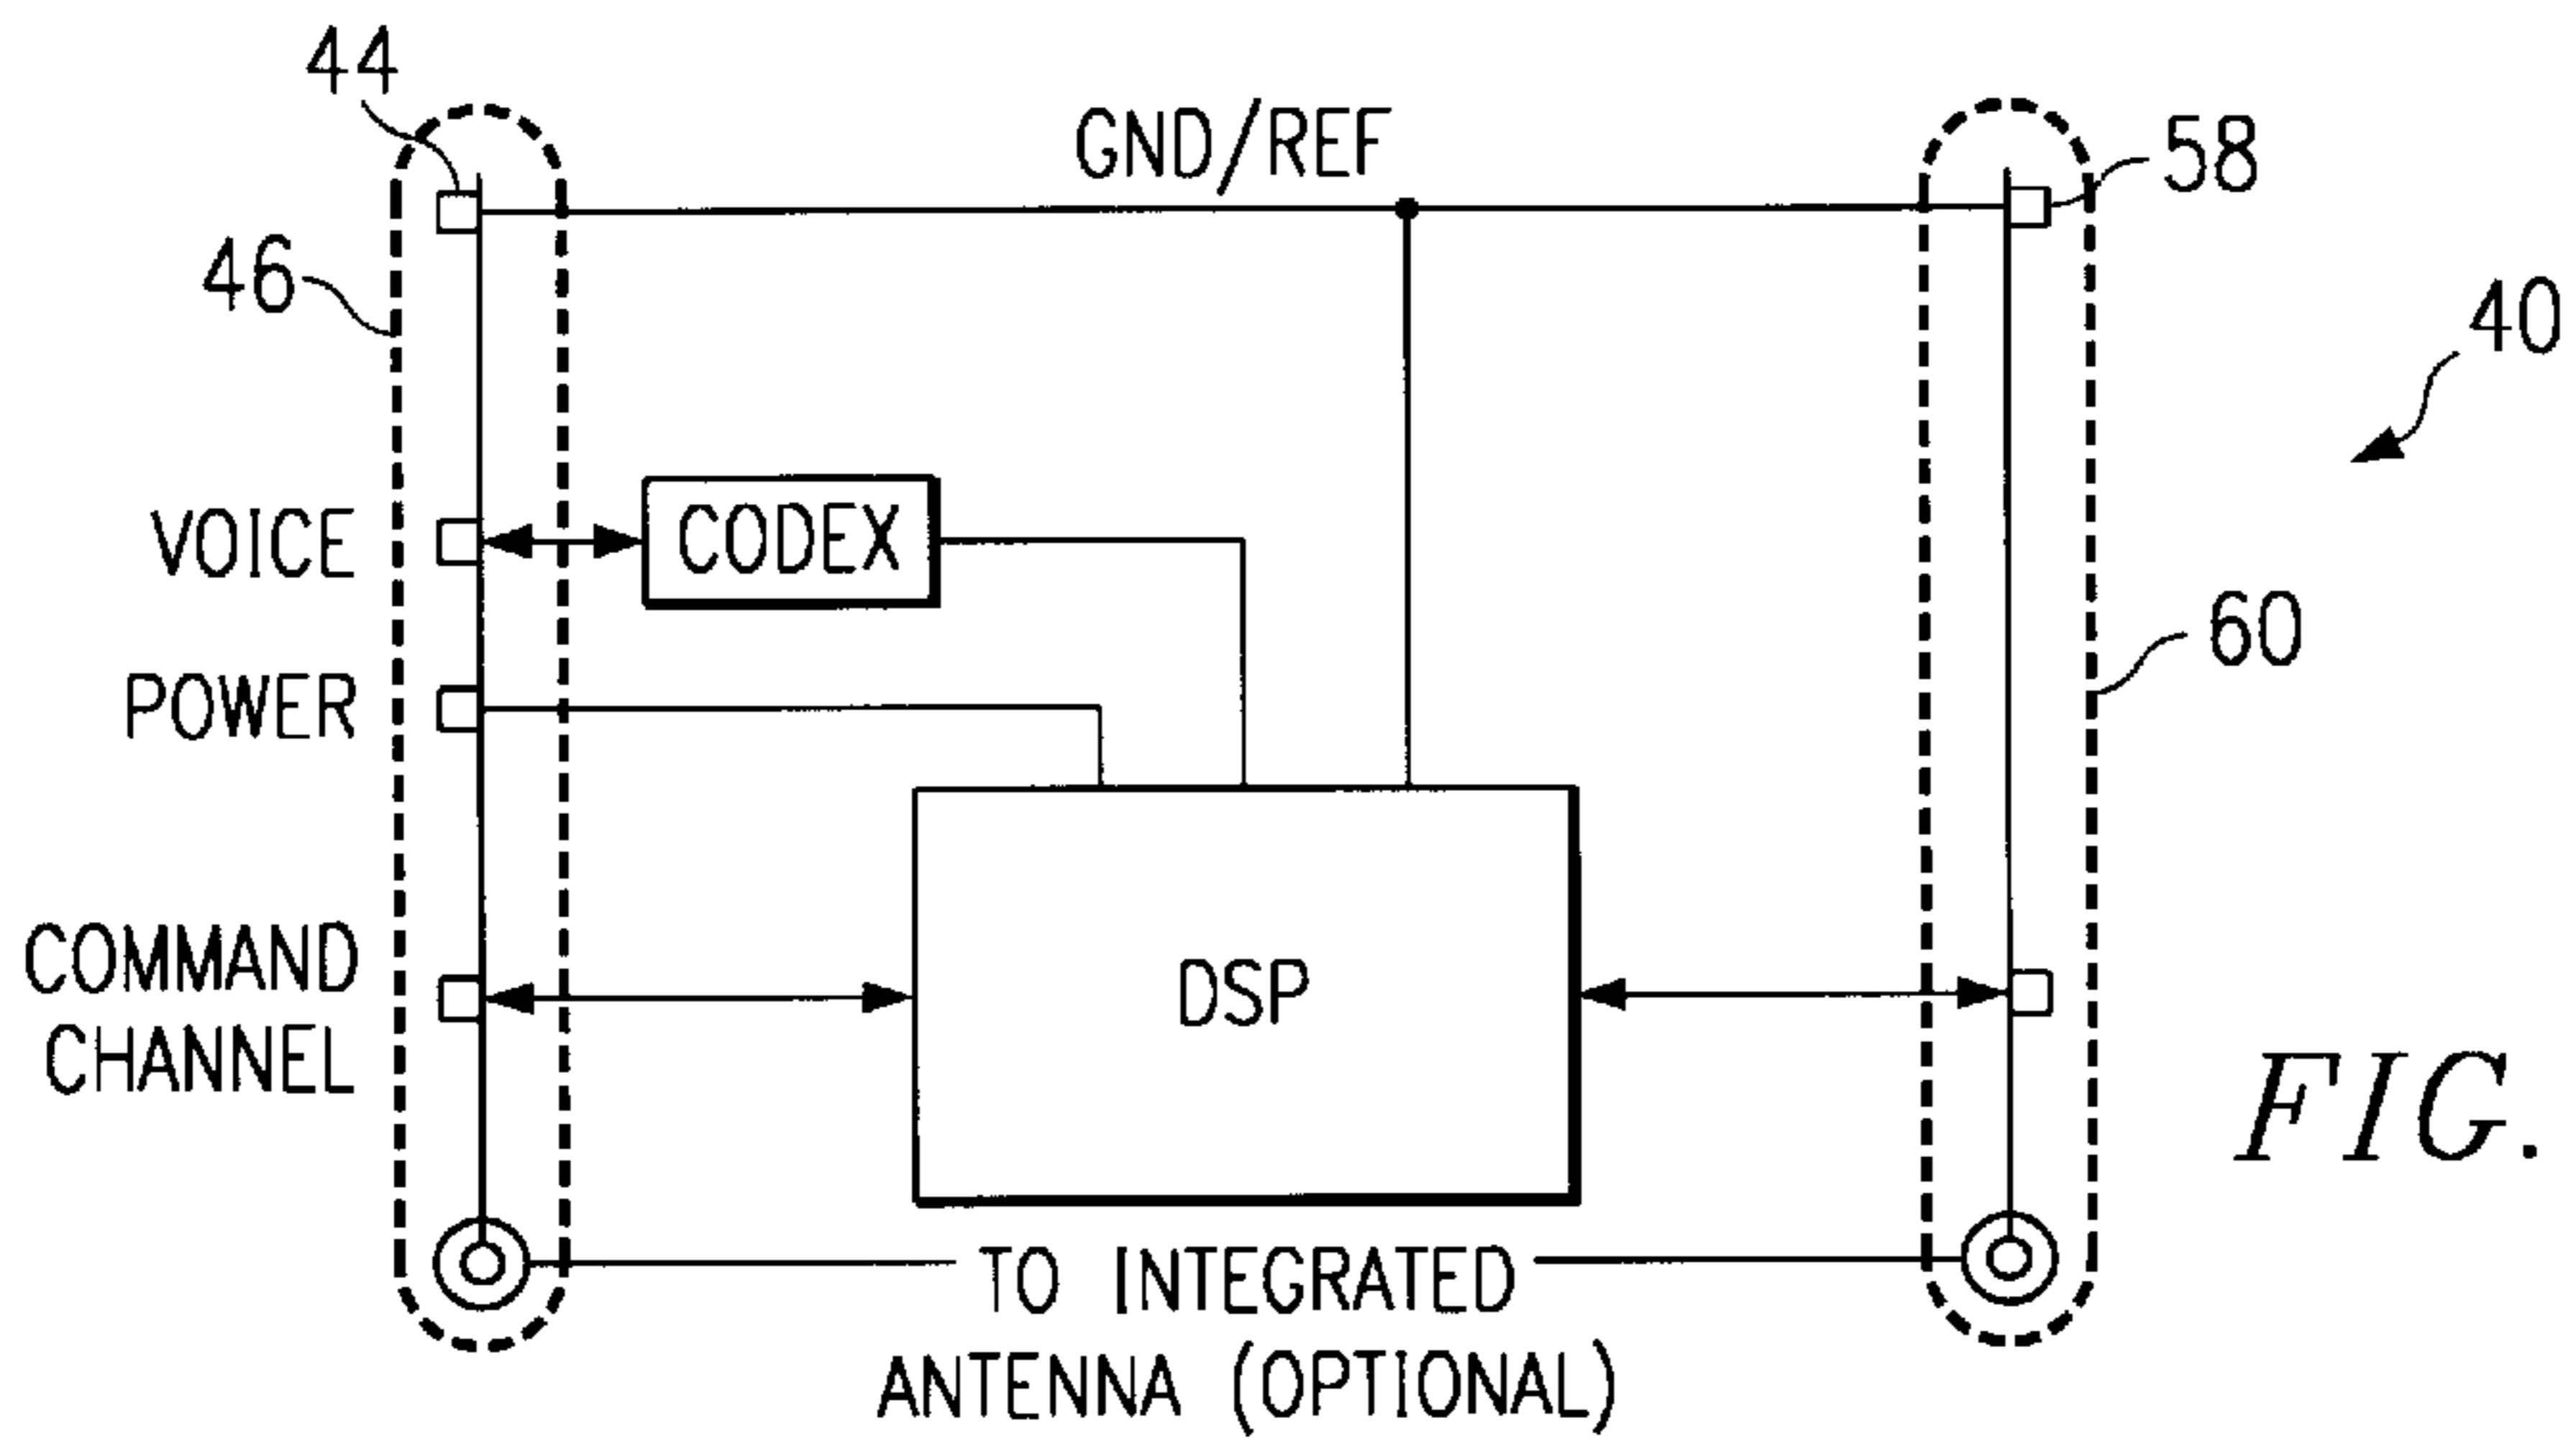 44
GND/REF
58
46
40
VOICE
CODEX
60
POWER
COMMAND
CHANNEL
DSP
FIG.
TO INTEGRATED
ANTENNA (OPTIONAL)